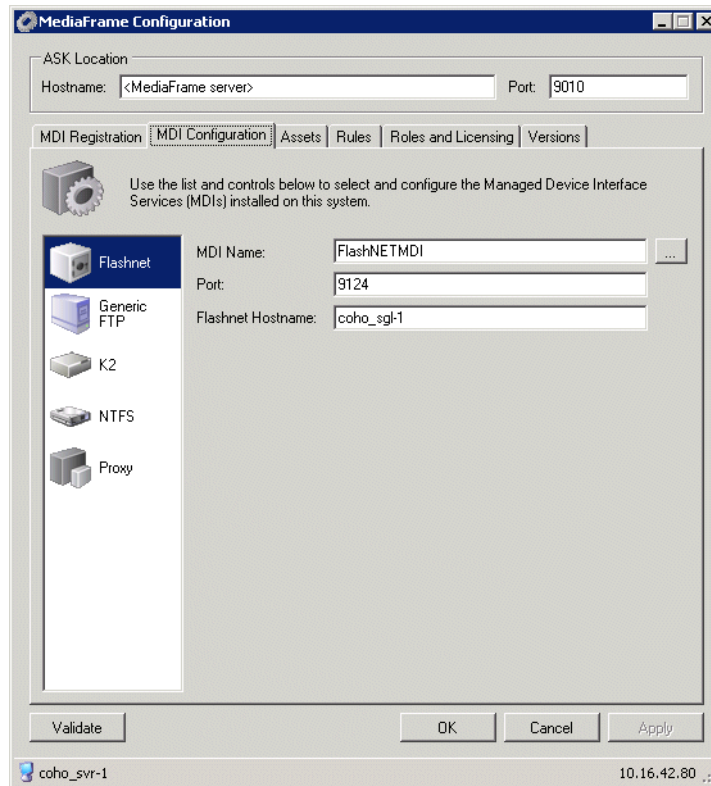 MediaFrame Configuration
ASK Location
Hostname: <MediaFrame server> Port: 9010
MDI Registration MDI Configuration Assets Rules Roles and Licensing Versions
Use the list and controls below to select and configure the Managed Device Interface
Services (MDIs) installed on this system.
Flashnet
Generic
FTP
K2
NTFS
Proxy
MDI Name: FlashNETMDI ...
Port: 9124
Flashnet Hostname: coho_sgl-1
Validate OK Cancel Apply
coho_svr-1 10.16.42.80